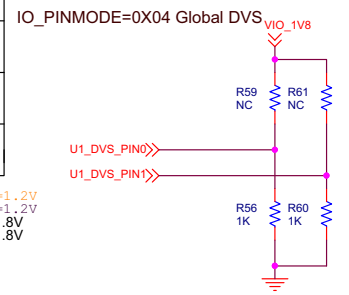 IO_PINMODE=0X04 Global DVS
VIO_1V8
R59
NC
R61
NC
U1_DVS_PIN0
U1_DVS_PIN1
=1.2V
=1.2V
.8V
.8V
R56
1K
R60
1K